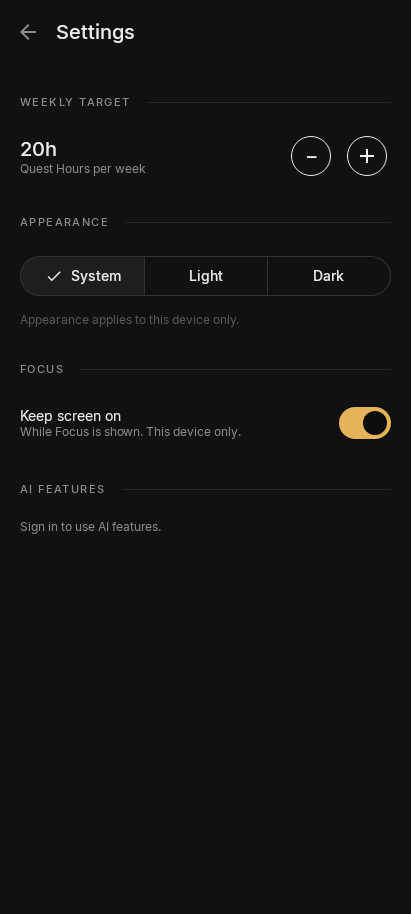 Settings
WEEKLY TARGET
20h
Quest Hours per week
APPEARANCE
System Light Dark
Appearance applies to this device only.
FOCUS
Keep screen on
While Focus is shown. This device only.
AI FEATURES
Sign in to use AI features.